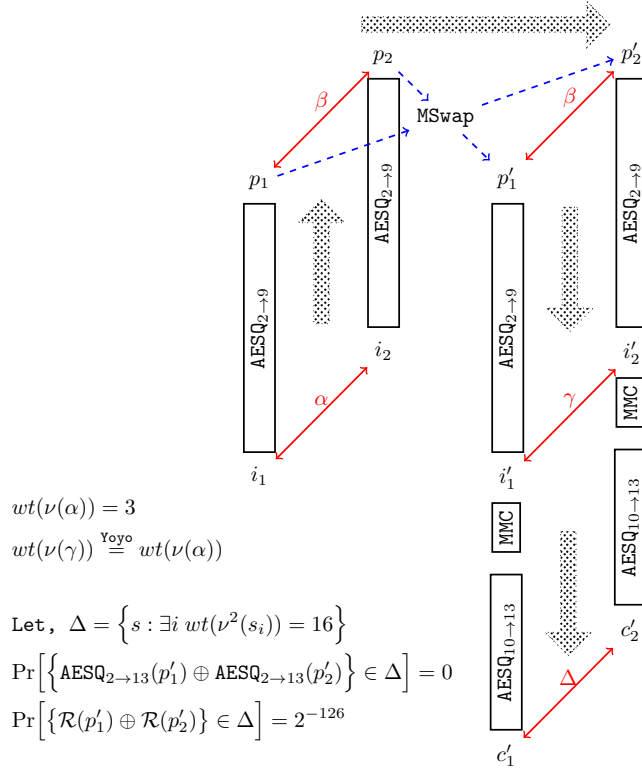 p₂
p′₂
β
β
MSwap
p₁
p′₁
AESQ₂→₉
AESQ₂→₉
AESQ₂→₉
AESQ₂→₉
i₂
i′₂
α
γ
MMC
i₁
i′₁
MMC
AESQ₁₀→₁₃
AESQ₁₀→₁₃
wt(ν(α)) = 3
wt(ν(γ)) Yoyo= wt(ν(α))
Let, Δ = {s : ∃i wt(ν²(sᵢ)) = 16}
c′₂
Pr[{AESQ₂→₁₃(p′₁) ⊕ AESQ₂→₁₃(p′₂)} ∈ Δ] = 0
Δ
Pr[{ℛ(p′₁) ⊕ ℛ(p′₂)} ∈ Δ] = 2⁻¹²⁶
c′₁